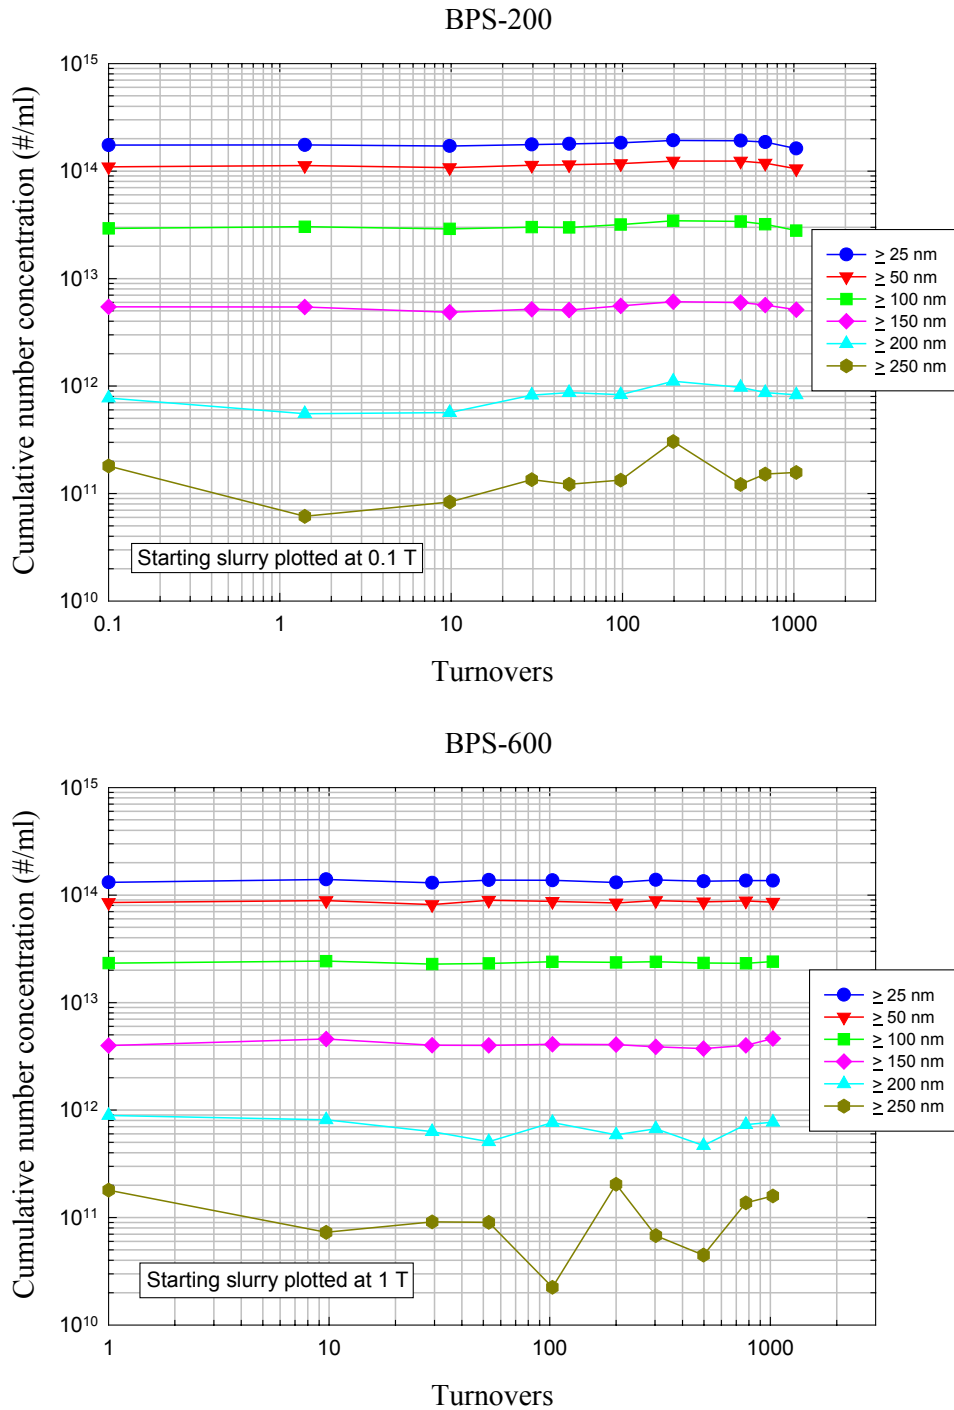 BPS-200
Cumulative number concentration (#/ml)
10^15
10^14
10^13
10^12
10^11
10^10
≥ 25 nm
≥ 50 nm
≥ 100 nm
≥ 150 nm
≥ 200 nm
≥ 250 nm
Starting slurry plotted at 0.1 T
0.1 1 10 100 1000
Turnovers
BPS-600
Cumulative number concentration (#/ml)
10^15
10^14
10^13
10^12
10^11
10^10
≥ 25 nm
≥ 50 nm
≥ 100 nm
≥ 150 nm
≥ 200 nm
≥ 250 nm
Starting slurry plotted at 1 T
1 10 100 1000
Turnovers